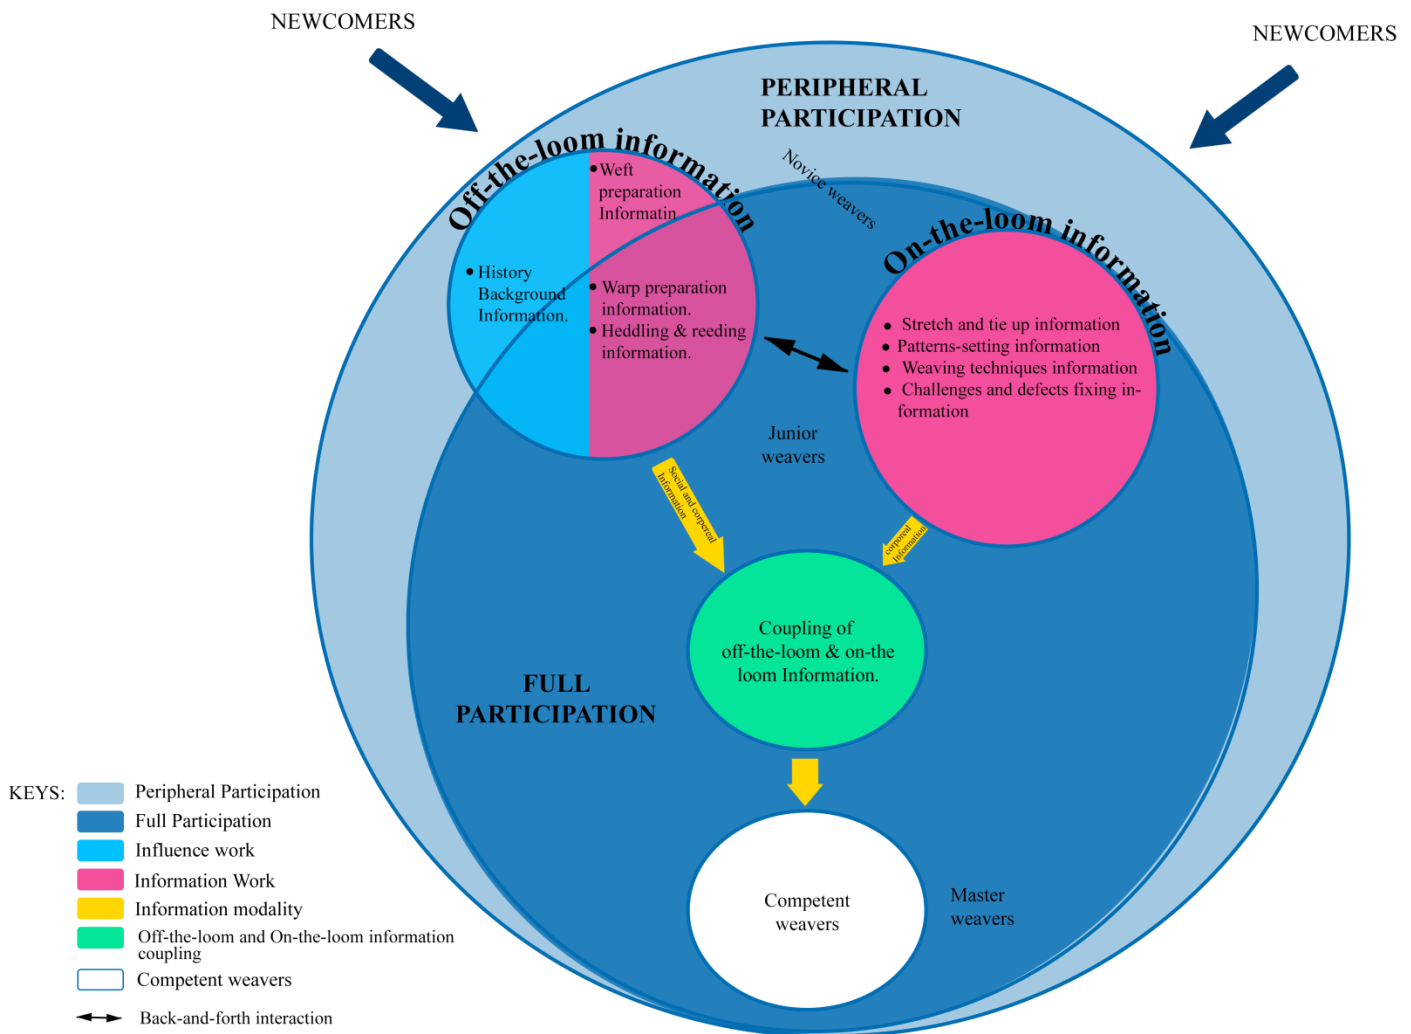 NEWCOMERS
NEWCOMERS
PERIPHERAL
PARTICIPATION
Novice weavers
Off-the-loom information
• Weft
preparation
Informatin
• History
Background
Information.
• Warp preparation
information.
• Heddling & reeding
information.
On-the-loom information
• Stretch and tie up information
• Patterns-setting information
• Weaving techniques information
• Challenges and defects fixing in-
formation
Junior
weavers
Social and corpereal
Information
corporeal
Information
Coupling of
off-the-loom & on-the
loom Information.
FULL
PARTICIPATION
Competent
weavers
Master
weavers
KEYS:
Peripheral Participation
Full Participation
Influence work
Information Work
Information modality
Off-the-loom and On-the-loom information
coupling
Competent weavers
Back-and-forth interaction